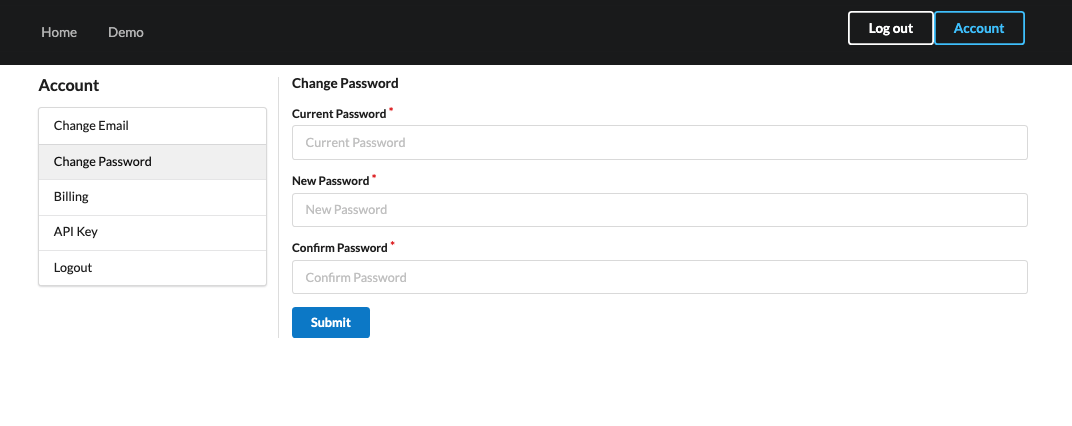 Home Demo Log out Account
Account
Change Email
Change Password
Billing
API Key
Logout
Change Password
Current Password *
Current Password
New Password *
New Password
Confirm Password *
Confirm Password
Submit